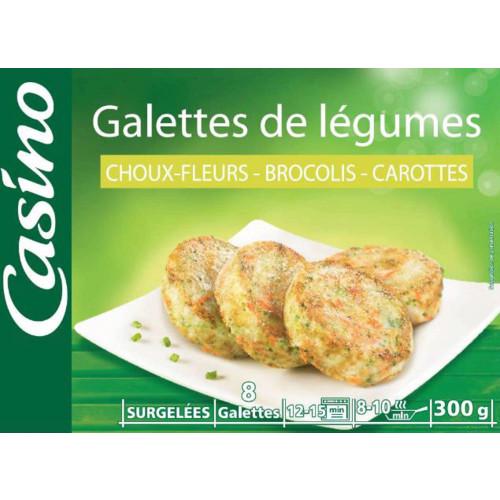 Casino
Galettes de légumes
CHOUX-FLEURS - BROCOLIS - CAROTTES
SURGELÉES
8
Galettes
12-15 min
8-10 min
300 g